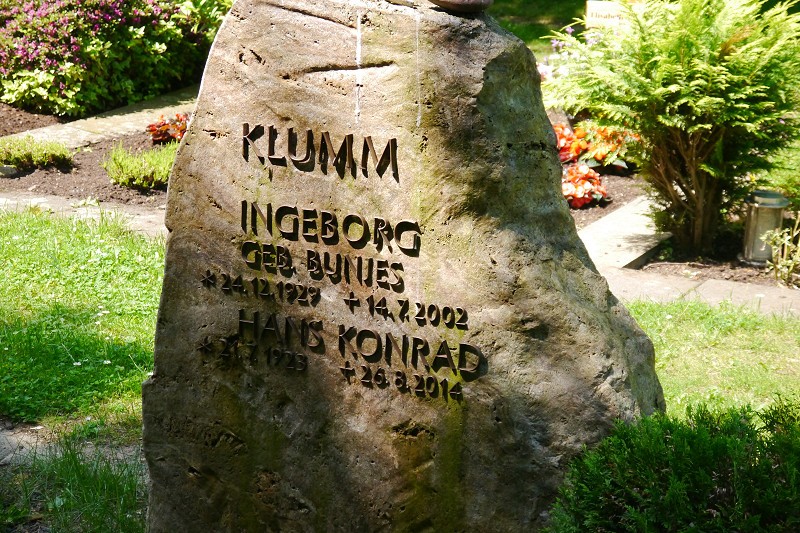 KLUMM
INGEBORG
GEB. BUNJES
* 24.12.1929 + 14.7.2002
HANS KONRAD
+ 26.8.2014